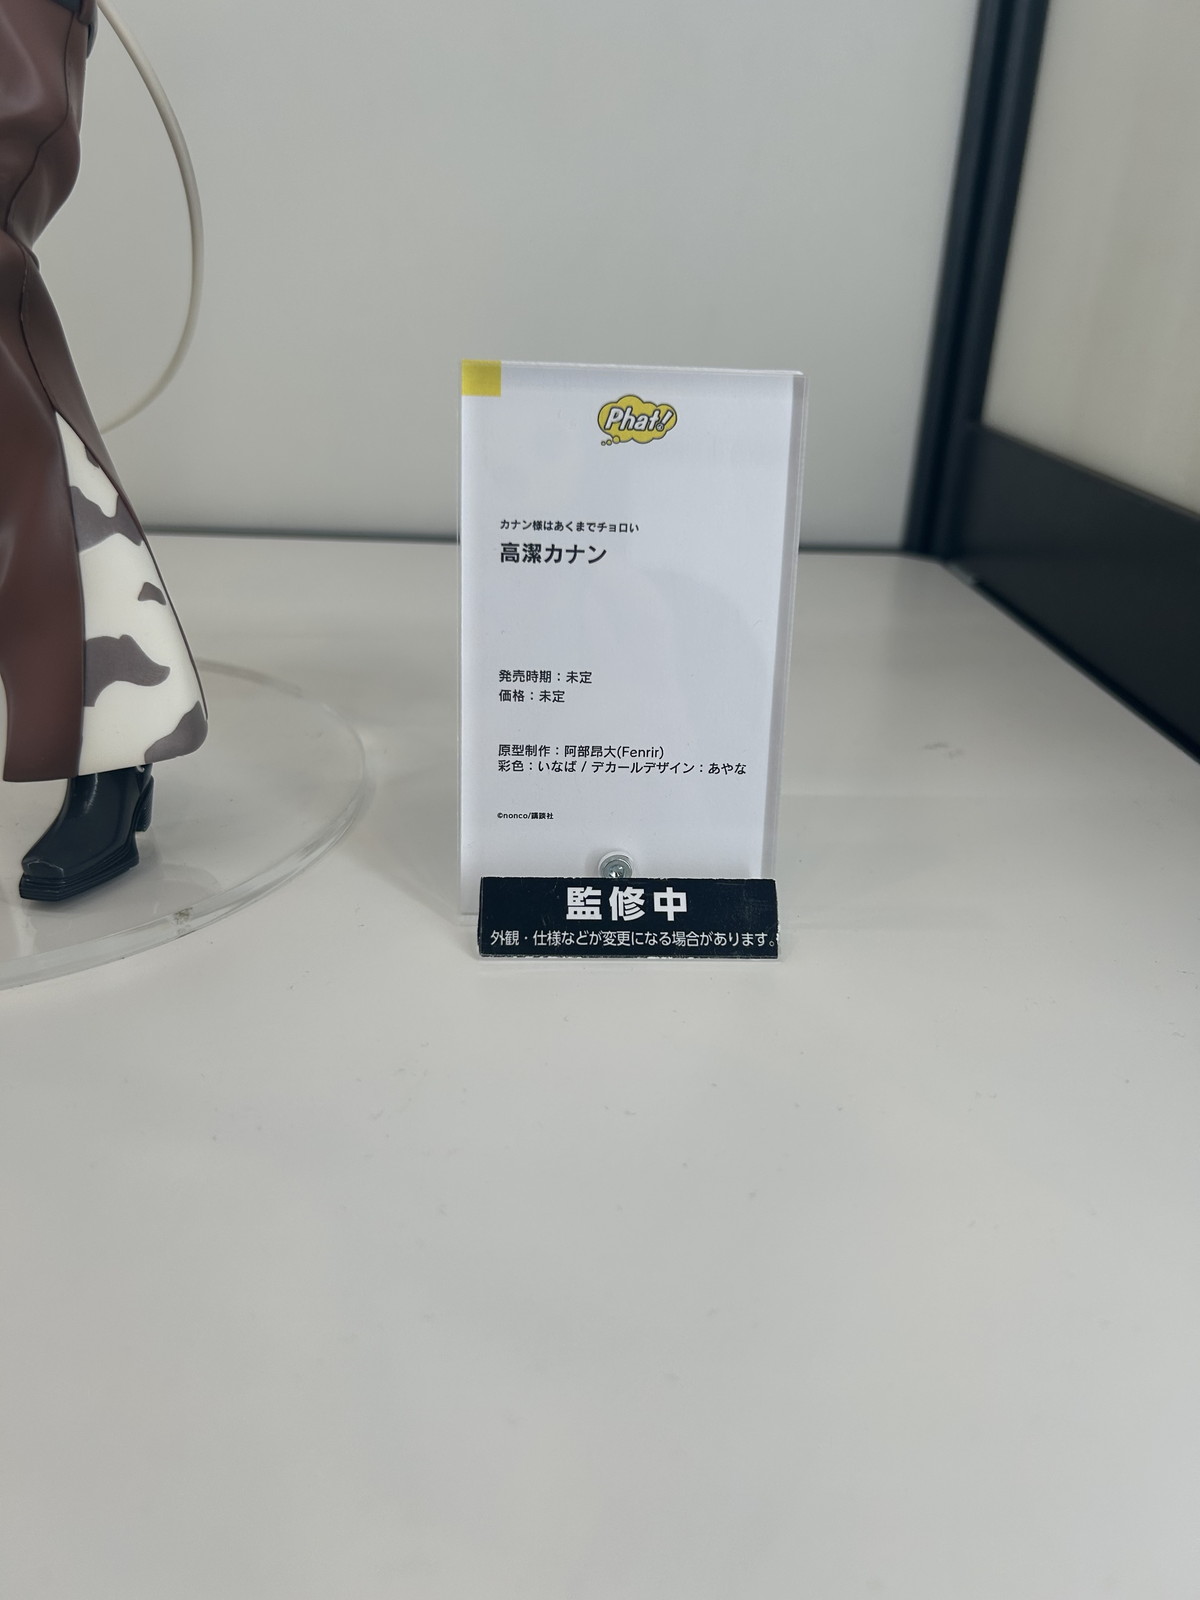 Phat!
カナン様はあくまでチョロい
高潔カナン
発売時期：未定
価格：未定
原型制作：阿部昂大(Fenrir)
彩色：いなば / デカールデザイン：あやな
©nonco/講談社
監修中
外観・仕様などが変更になる場合があります。